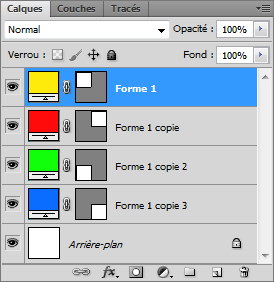 Calques Couches Tracés
Normal Opacité : 100%
Verrou : Fond : 100%
Forme 1
Forme 1 copie
Forme 1 copie 2
Forme 1 copie 3
Arrière-plan
fx.